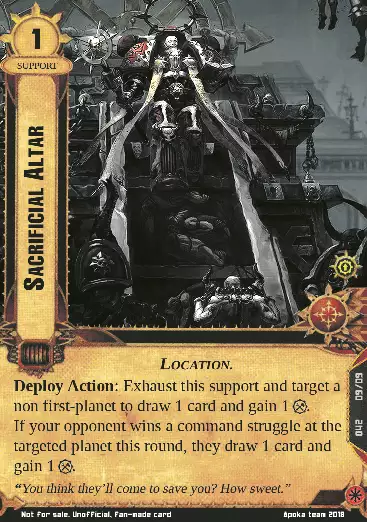 1
SUPPORT
SACRIFICIAL ALTAR
LOCATION.
Deploy Action: Exhaust this support and target a
non first-planet to draw 1 card and gain 1 .
If your opponent wins a command struggle at the
targeted planet this round, they draw 1 card and
gain 1 .
“You think they’ll come to save you? How sweet.”
60/60
240
Not for sale. Unofficial. Fan-made card
Apoka team 2018